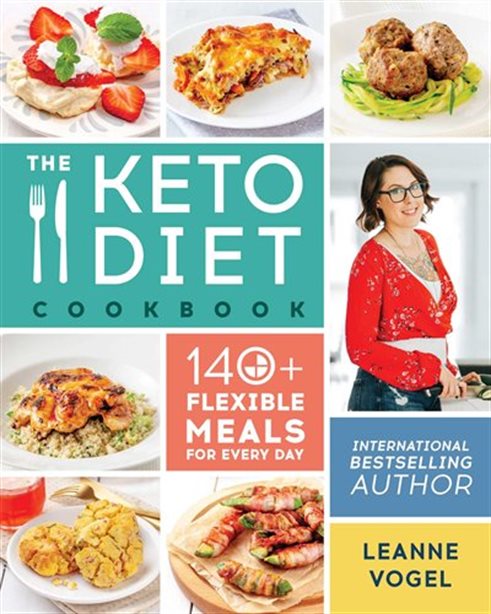 THE
KETO
DIET
COOKBOOK
140+
FLEXIBLE
MEALS
FOR EVERY DAY
INTERNATIONAL
BESTSELLING
AUTHOR
LEANNE
VOGEL